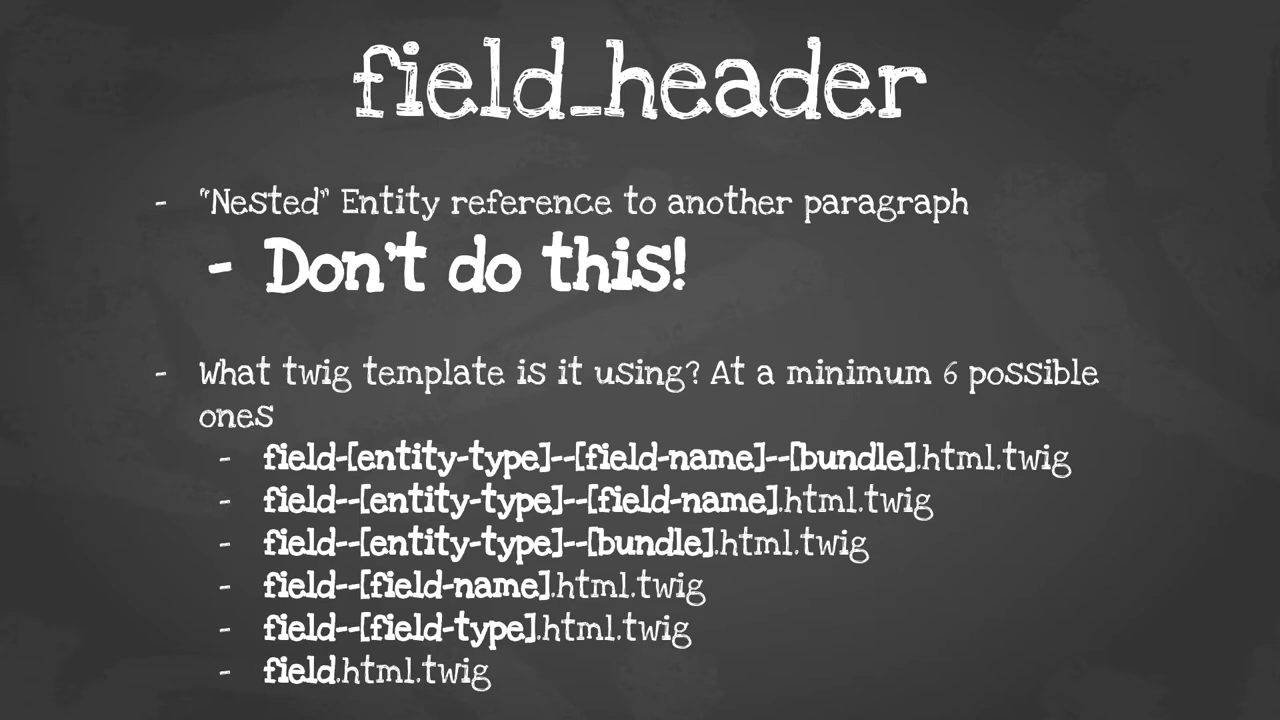 field_header
- "Nested" Entity reference to another paragraph
- Don't do this!
- What twig template is it using? At a minimum 6 possible
ones
- field-[entity-type]--[field-name]--[bundle].html.twig
- field--[entity-type]--[field-name].html.twig
- field--[entity-type]--[bundle].html.twig
- field--[field-name].html.twig
- field--[field-type].html.twig
- field.html.twig